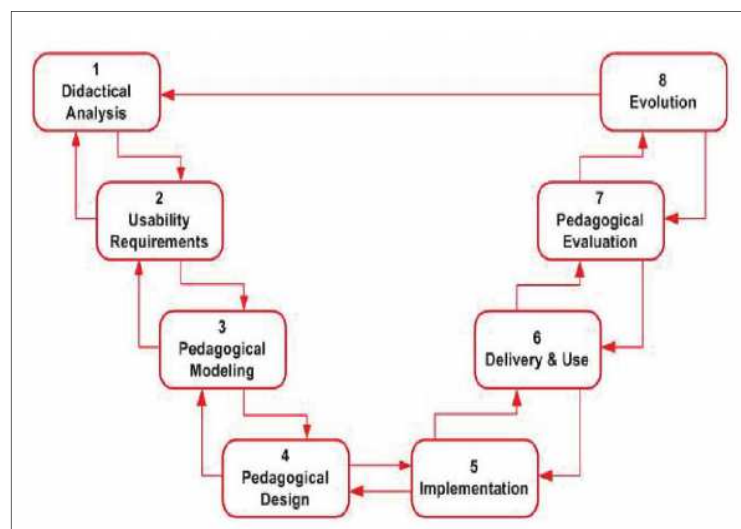 1
Didactical
Analysis
2
Usability
Requirements
3
Pedagogical
Modeling
4
Pedagogical
Design
5
Implementation
6
Delivery & Use
7
Pedagogical
Evaluation
8
Evolution